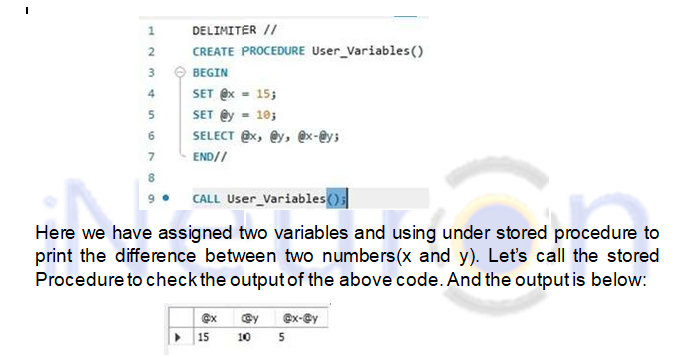 1 DELIMITER //
2 CREATE PROCEDURE User_Variables()
3 BEGIN
4 SET @x = 15;
5 SET @y = 10;
6 SELECT @x, @y, @x-@y;
7 END//
8
9 CALL User_Variables();
iNeuron
Here we have assigned two variables and using under stored procedure to
print the difference between two numbers(x and y). Let's call the stored
Procedure to check the output of the above code. And the output is below:
@x @y @x-@y
15 10 5